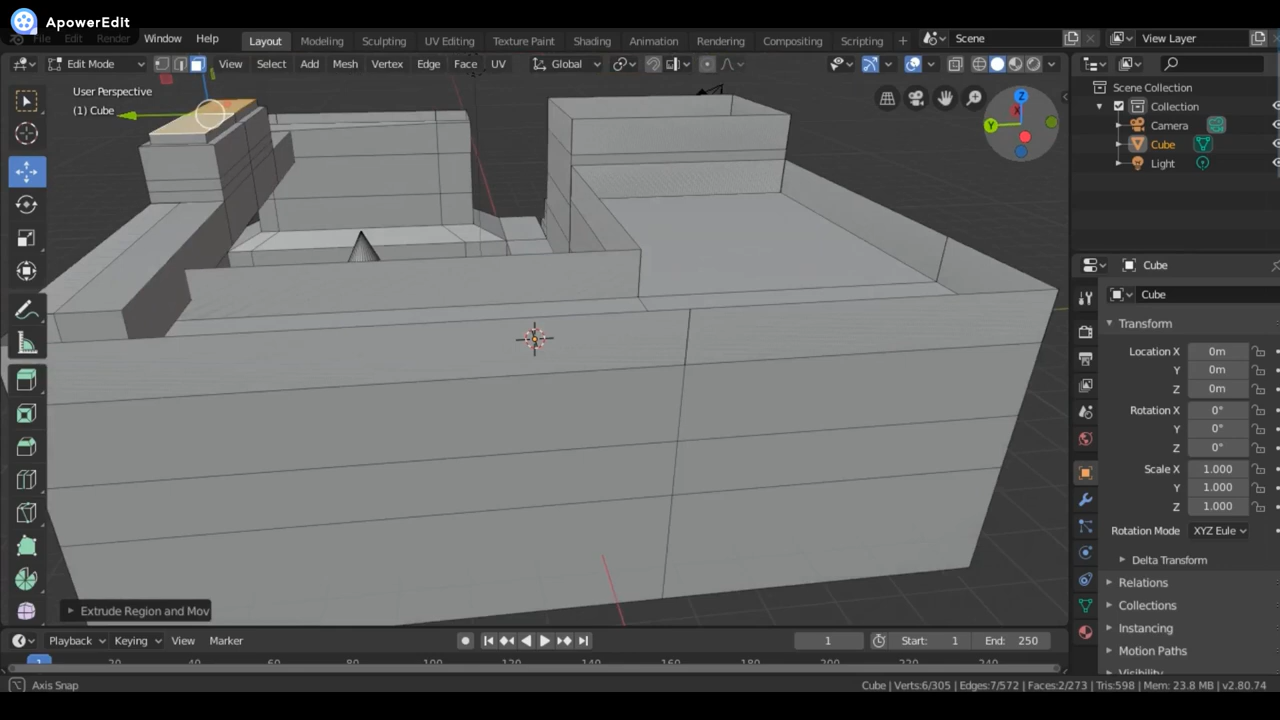 ApowerEdit
File Edit Render Window Help Layout Modeling Sculpting UV Editing Texture Paint Shading Animation Rendering Compositing Scripting + Scene View Layer
Edit Mode View Select Add Mesh Vertex Edge Face UV Global
User Perspective
(1) Cube
Z
X
Y
Scene Collection
Collection
Camera
Cube
Light
Cube
Cube
Transform
Location X 0m
Y 0m
Z 0m
Rotation X 0°
Y 0°
Z 0°
Scale X 1.000
Y 1.000
Z 1.000
Rotation Mode XYZ Eule
Delta Transform
Relations
Collections
Instancing
Motion Paths
Visibility
Extrude Region and Mov
Playback Keying View Marker 1 Start: 1 End: 250
1 20 40 60 80 100 120 140 160 180 200 220 240
Axis Snap Cube | Verts:6/305 | Edges:7/572 | Faces:2/273 | Tris:598 | Mem: 23.8 MB | v2.80.74